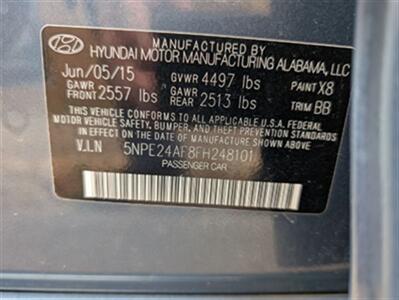 MANUFACTURED BY
HYUNDAI MOTOR MANUFACTURING ALABAMA, LLC
Jun/05/15 GVWR 4497 lbs PAINT X8
GAWR FRONT 2557 lbs GAWR REAR 2513 lbs TRIM BB
THIS VEHICLE CONFORMS TO ALL APPLICABLE U.S.A. FEDERAL
MOTOR VEHICLE SAFETY, BUMPER, AND THEFT PREVENTION
STANDARDS IN EFFECT ON THE DATE OF MANUFACTURE SHOWN ABOVE.
V.I.N 5NPE24AF8FH248101
PASSENGER CAR